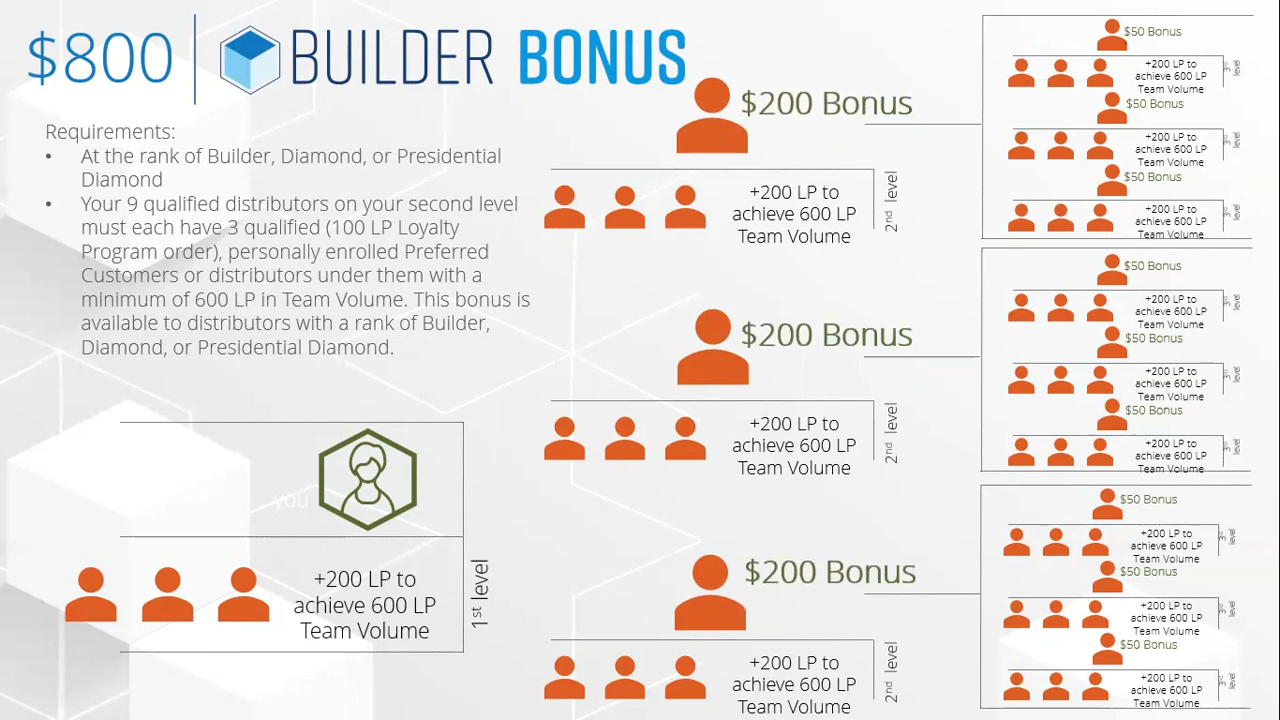 $800 BUILDER BONUS
Requirements:
• At the rank of Builder, Diamond, or Presidential
Diamond
• Your 9 qualified distributors on your second level
must each have 3 qualified (100 LP Loyalty
Program order), personally enrolled Preferred
Customers or distributors under them with a
minimum of 600 LP in Team Volume. This bonus is
available to distributors with a rank of Builder,
Diamond, or Presidential Diamond.
you
+200 LP to
achieve 600 LP
Team Volume
1st level
$200 Bonus
+200 LP to
achieve 600 LP
Team Volume
2nd level
$200 Bonus
+200 LP to
achieve 600 LP
Team Volume
2nd level
$200 Bonus
+200 LP to
achieve 600 LP
Team Volume
2nd level
$50 Bonus
+200 LP to
achieve 600 LP
Team Volume
3rd
level
$50 Bonus
+200 LP to
achieve 600 LP
Team Volume
3rd
level
$50 Bonus
+200 LP to
achieve 600 LP
Team Volume
3rd
level
$50 Bonus
+200 LP to
achieve 600 LP
Team Volume
3rd
level
$50 Bonus
+200 LP to
achieve 600 LP
Team Volume
3rd
level
$50 Bonus
+200 LP to
achieve 600 LP
Team Volume
3rd
level
$50 Bonus
+200 LP to
achieve 600 LP
Team Volume
3rd
level
$50 Bonus
+200 LP to
achieve 600 LP
Team Volume
3rd
level
$50 Bonus
+200 LP to
achieve 600 LP
Team Volume
3rd
level